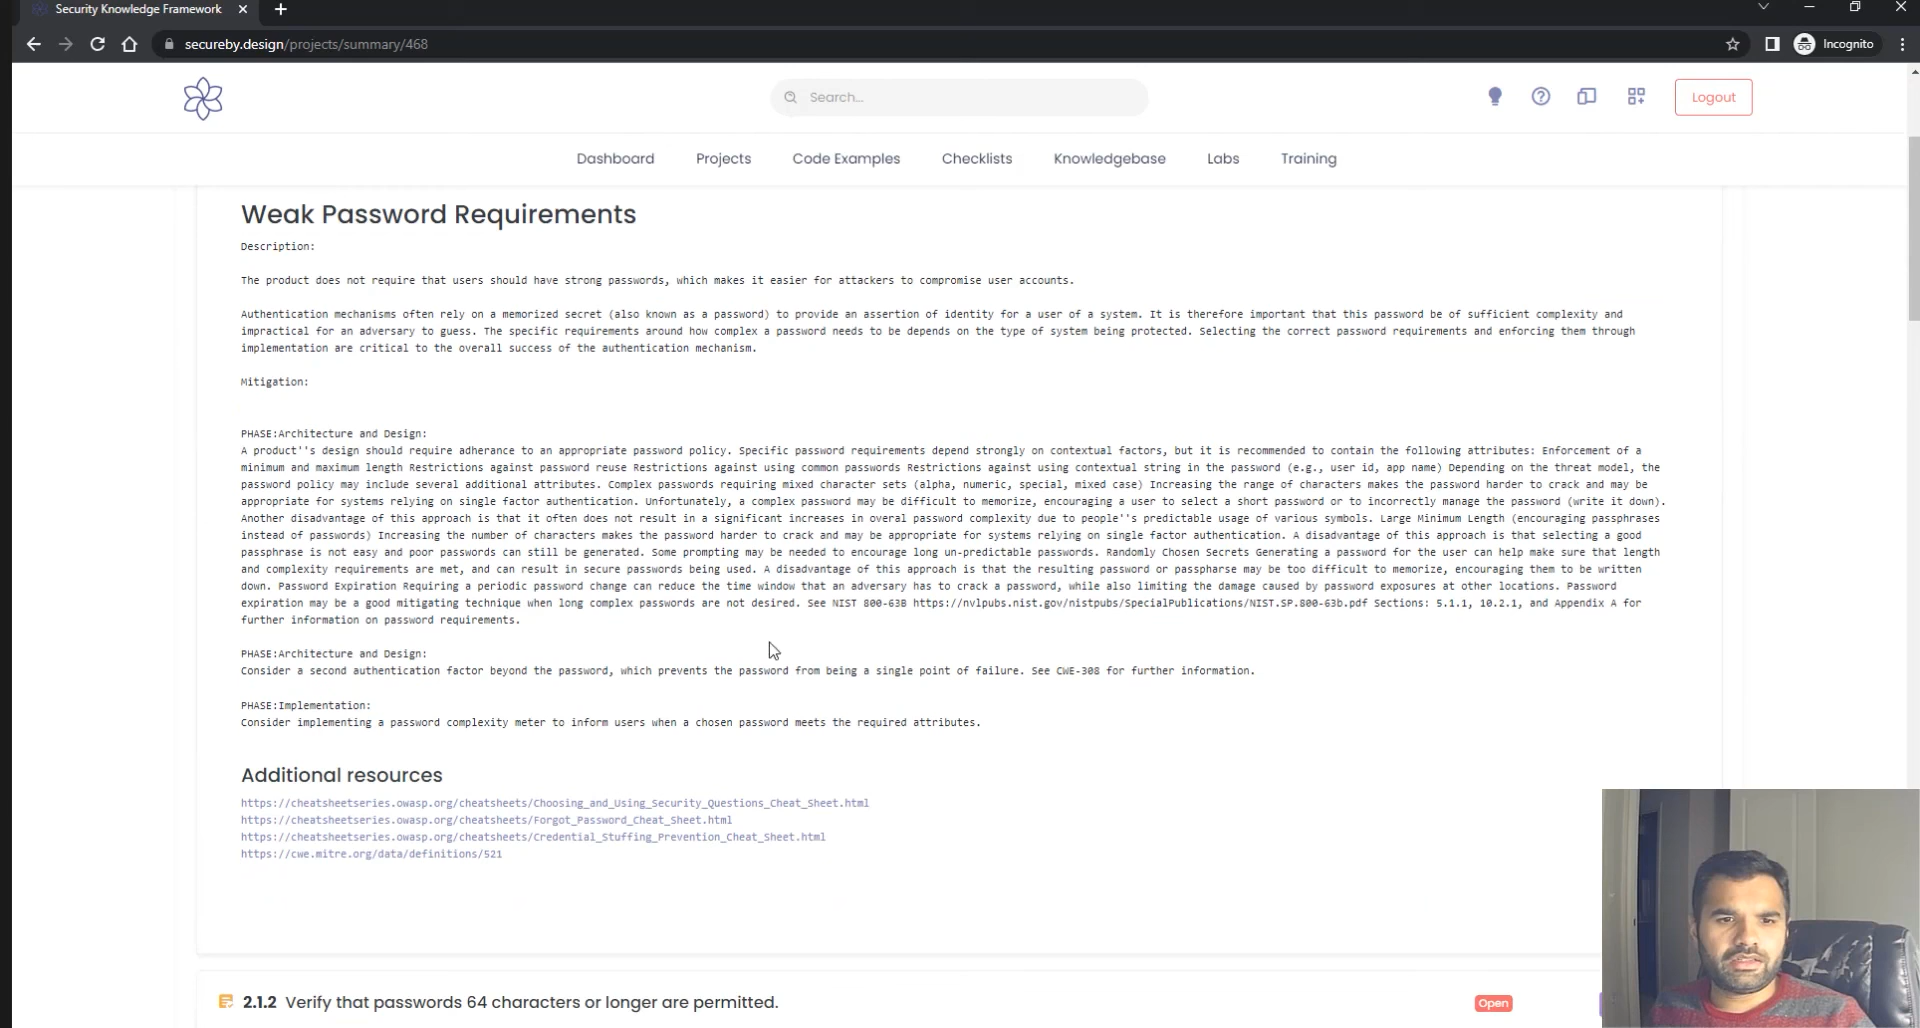 Security Knowledge Framework
secureby.design/projects/summary/468
Incognito
Search...
Logout
Dashboard Projects Code Examples Checklists Knowledgebase Labs Training
Weak Password Requirements
Description:
The product does not require that users should have strong passwords, which makes it easier for attackers to compromise user accounts.
Authentication mechanisms often rely on a memorized secret (also known as a password) to provide an assertion of identity for a user of a system. It is therefore important that this password be of sufficient complexity and
impractical for an adversary to guess. The specific requirements around how complex a password needs to be depends on the type of system being protected. Selecting the correct password requirements and enforcing them through
implementation are critical to the overall success of the authentication mechanism.
Mitigation:
PHASE:Architecture and Design:
A product''s design should require adherance to an appropriate password policy. Specific password requirements depend strongly on contextual factors, but it is recommended to contain the following attributes: Enforcement of a
minimum and maximum length Restrictions against password reuse Restrictions against using common passwords Restrictions against using contextual string in the password (e.g., user id, app name) Depending on the threat model, the
password policy may include several additional attributes. Complex passwords requiring mixed character sets (alpha, numeric, special, mixed case) Increasing the range of characters makes the password harder to crack and may be
appropriate for systems relying on single factor authentication. Unfortunately, a complex password may be difficult to memorize, encouraging a user to select a short password or to incorrectly manage the password (write it down).
Another disadvantage of this approach is that it often does not result in a significant increases in overal password complexity due to people''s predictable usage of various symbols. Large Minimum Length (encouraging passphrases
instead of passwords) Increasing the number of characters makes the password harder to crack and may be appropriate for systems relying on single factor authentication. A disadvantage of this approach is that selecting a good
passphrase is not easy and poor passwords can still be generated. Some prompting may be needed to encourage long un-predictable passwords. Randomly Chosen Secrets Generating a password for the user can help make sure that length
and complexity requirements are met, and can result in secure passwords being used. A disadvantage of this approach is that the resulting password or passpharse may be too difficult to memorize, encouraging them to be written
down. Password Expiration Requiring a periodic password change can reduce the time window that an adversary has to crack a password, while also limiting the damage caused by password exposures at other locations. Password
expiration may be a good mitigating technique when long complex passwords are not desired. See NIST 800-63B https://nvlpubs.nist.gov/nistpubs/SpecialPublications/NIST.SP.800-63b.pdf Sections: 5.1.1, 10.2.1, and Appendix A for
further information on password requirements.
PHASE:Architecture and Design:
Consider a second authentication factor beyond the password, which prevents the password from being a single point of failure. See CWE-308 for further information.
PHASE:Implementation:
Consider implementing a password complexity meter to inform users when a chosen password meets the required attributes.
Additional resources
https://cheatsheetseries.owasp.org/cheatsheets/Choosing_and_Using_Security_Questions_Cheat_Sheet.html
https://cheatsheetseries.owasp.org/cheatsheets/Forgot_Password_Cheat_Sheet.html
https://cheatsheetseries.owasp.org/cheatsheets/Credential_Stuffing_Prevention_Cheat_Sheet.html
https://cwe.mitre.org/data/definitions/521
2.1.2 Verify that passwords 64 characters or longer are permitted. Open